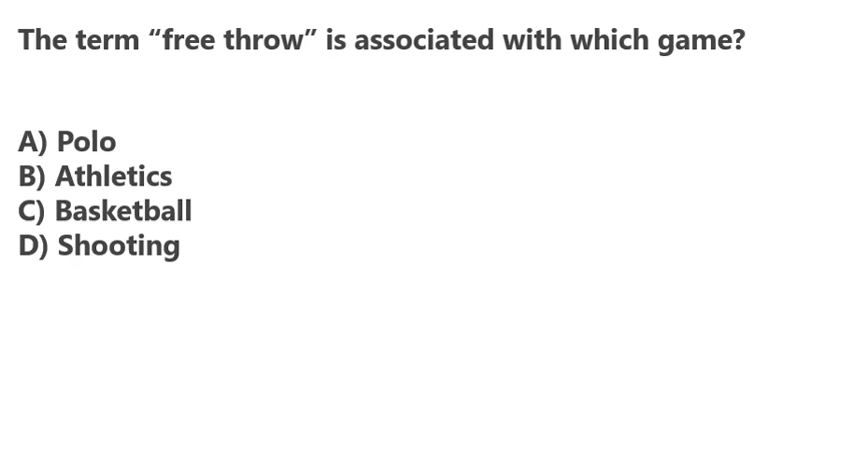 The term “free throw” is associated with which game?
A) Polo
B) Athletics
C) Basketball
D) Shooting